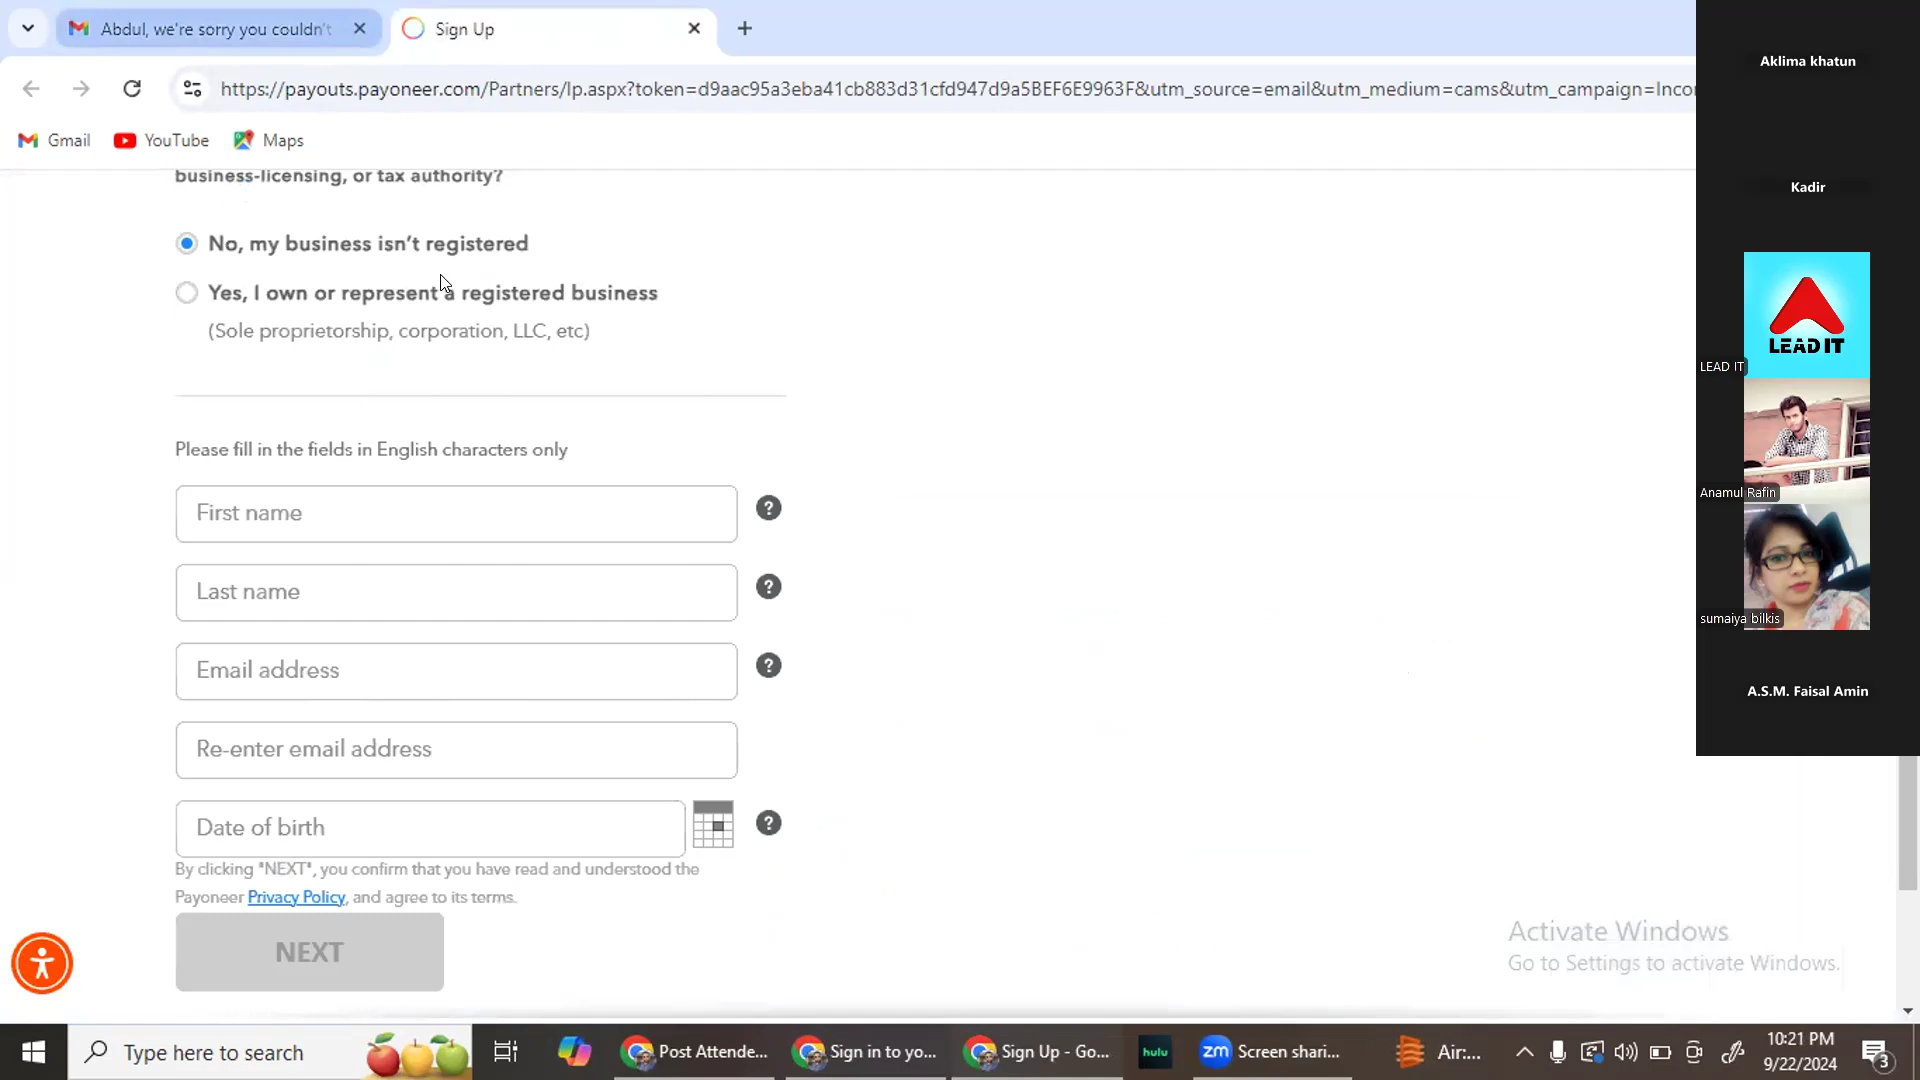 Abdul, we're sorry you couldn't
Sign Up
https://payouts.payoneer.com/Partners/lp.aspx?token=d9aac95a3eba41cb883d31cfd947d9a5BEF6E9963F&utm_source=email&utm_medium=cams&utm_campaign=Inco
Gmail
YouTube
Maps
business-licensing, or tax authority?
No, my business isn't registered
Yes, I own or represent a registered business
(Sole proprietorship, corporation, LLC, etc)
Please fill in the fields in English characters only
First name
?
Last name
?
Email address
?
Re-enter email address
Date of birth
?
By clicking "NEXT", you confirm that you have read and understood the
Payoneer Privacy Policy, and agree to its terms.
NEXT
Activate Windows
Go to Settings to activate Windows.
Aklima khatun
Kadir
LEAD IT
LEAD IT
Anamul Rafin
sumaiya bilkis
A.S.M. Faisal Amin
Type here to search
Post Attende...
Sign in to yo...
Sign Up - Go...
hulu
zm
Screen shari...
Air:...
10:21 PM
9/22/2024
3